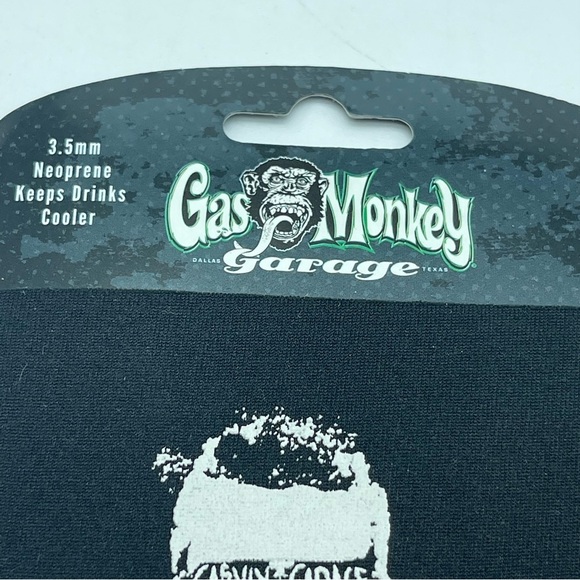 3.5mm
Neoprene
Keeps Drinks
Cooler
Gas Monkey
DALLAS garage TEXAS